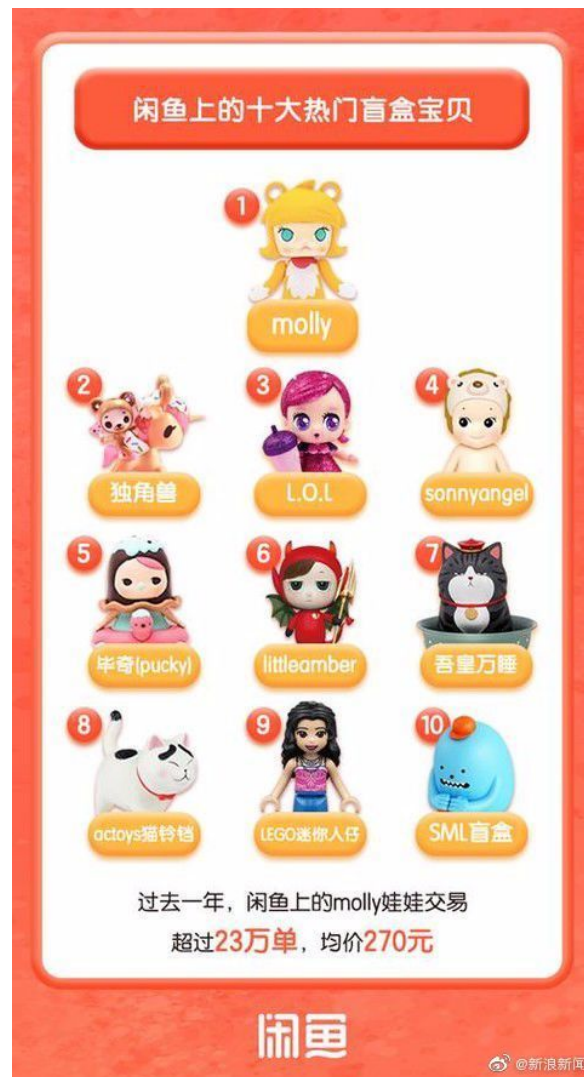 闲鱼上的十大热门盲盒宝贝
1
molly
2
3
4
独角兽
L.O.L
sonnyangel
5
6
7
毕奇(pucky)
littleamber
吾皇万睡
8
9
10
actoys猫铃铛
LEGO迷你人仔
SML盲盒
过去一年，闲鱼上的molly娃娃交易
超过23万单，均价270元
闲鱼
@新浪新闻